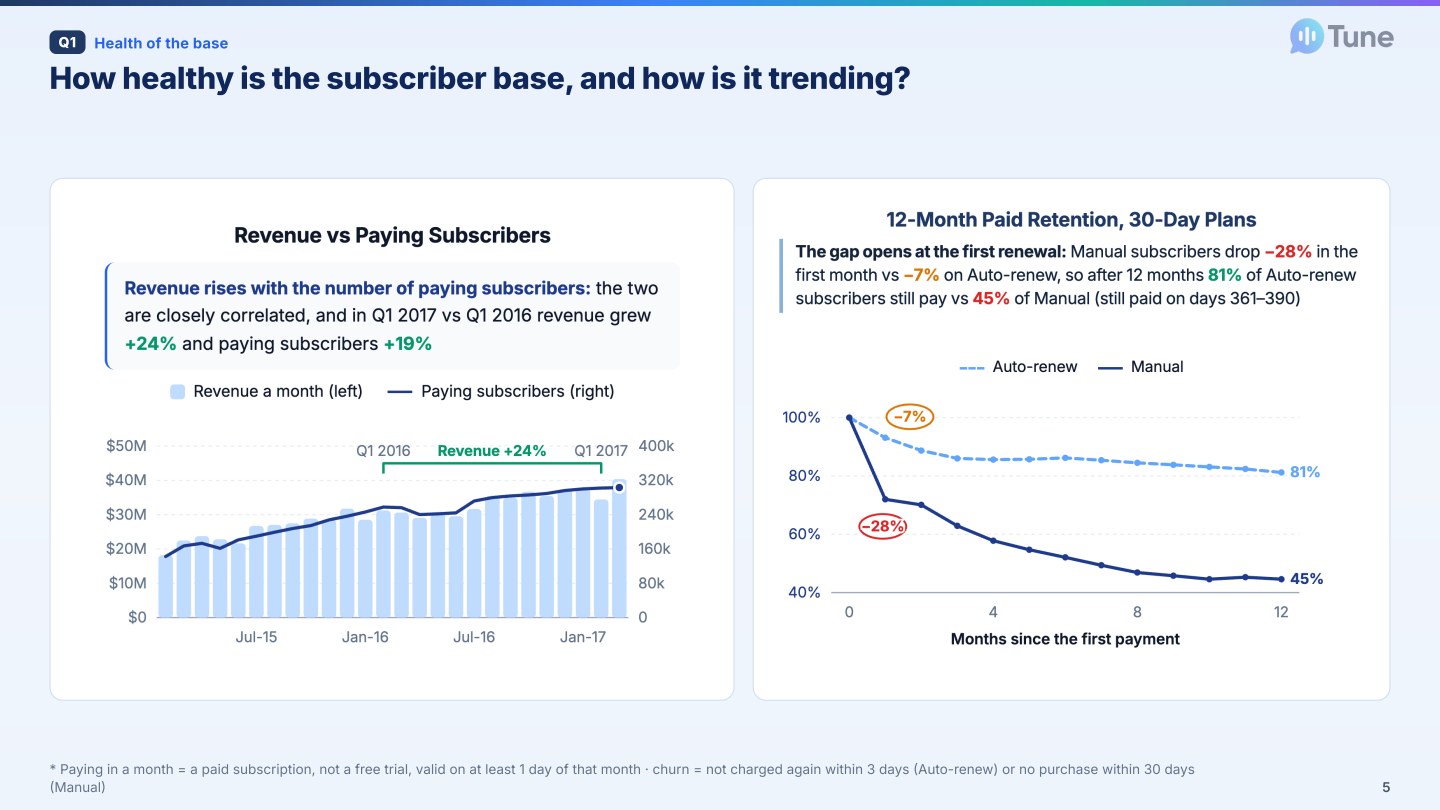 Q1 Health of the base
Tune
How healthy is the subscriber base, and how is it trending?
Revenue vs Paying Subscribers
Revenue rises with the number of paying subscribers: the two
are closely correlated, and in Q1 2017 vs Q1 2016 revenue grew
+24% and paying subscribers +19%
Revenue a month (left) Paying subscribers (right)
$50M Q1 2016 Revenue +24% Q1 2017 400k
$40M 320k
$30M 240k
$20M 160k
$10M 80k
$0 0
Jul-15 Jan-16 Jul-16 Jan-17
12-Month Paid Retention, 30-Day Plans
The gap opens at the first renewal: Manual subscribers drop −28% in the
first month vs −7% on Auto-renew, so after 12 months 81% of Auto-renew
subscribers still pay vs 45% of Manual (still paid on days 361–390)
Auto-renew Manual
100% −7%
80% 81%
−28%
60%
45%
40%
0 4 8 12
Months since the first payment
* Paying in a month = a paid subscription, not a free trial, valid on at least 1 day of that month · churn = not charged again within 3 days (Auto-renew) or no purchase within 30 days
(Manual)
5